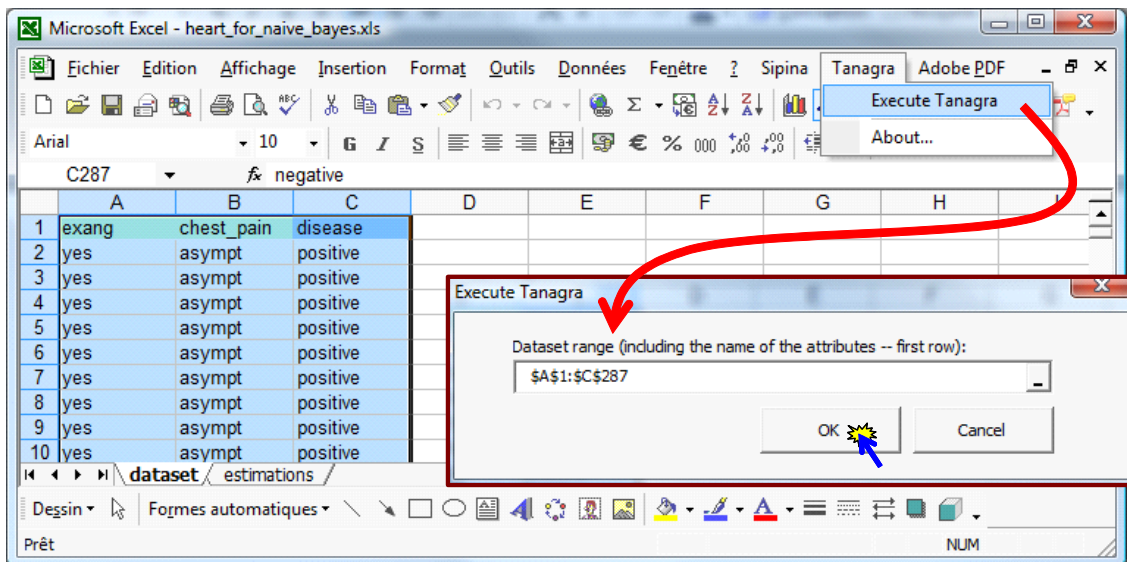 Microsoft Excel - heart_for_naive_bayes.xls
Fichier Edition Affichage Insertion Format Outils Données Fenêtre ? Sipina Tanagra Adobe PDF
Execute Tanagra
About...
Arial 10 G I S € % 000
C287 fx negative
A B C D E F G H
1 exang chest_pain disease
2 yes asympt positive
3 yes asympt positive
4 yes asympt positive
5 yes asympt positive
6 yes asympt positive
7 yes asympt positive
8 yes asympt positive
9 yes asympt positive
10 yes asympt positive
Execute Tanagra
Dataset range (including the name of the attributes -- first row):
$A$1:$C$287
OK Cancel
dataset estimations
Dessin Formes automatiques
Prêt NUM